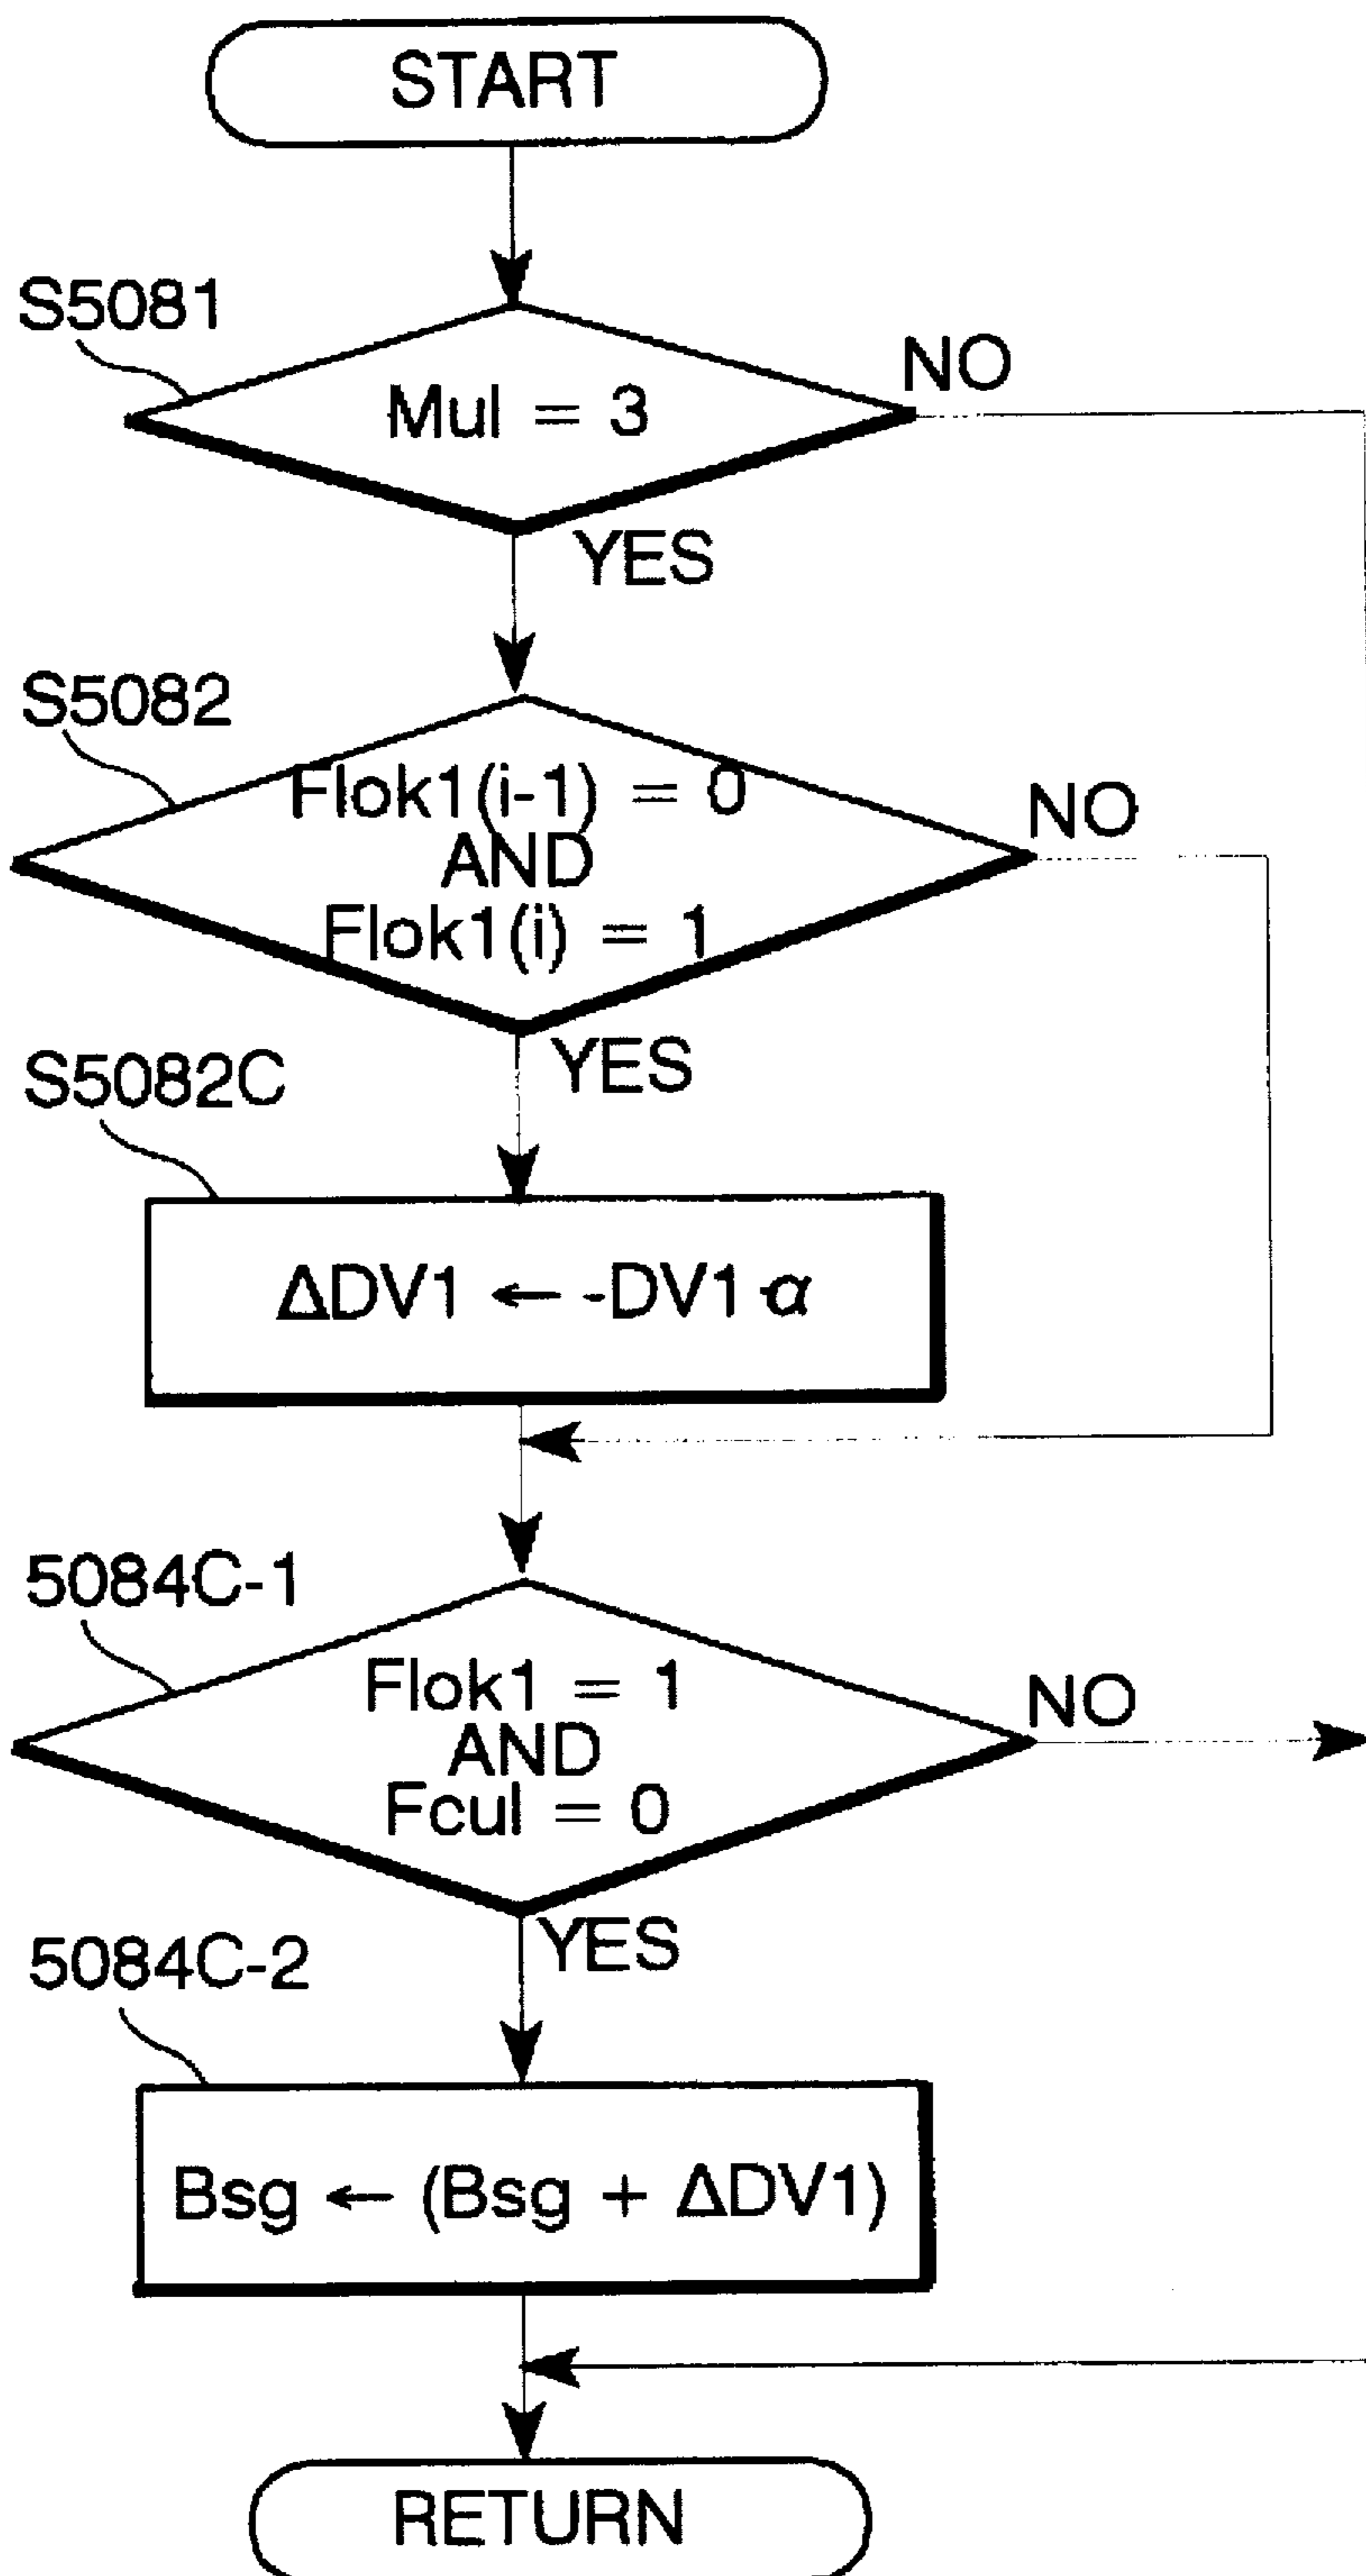 START
S5081
Mul = 3
NO
YES
S5082
Flok1(i-1) = 0
AND
Flok1(i) = 1
NO
YES
S5082C
ΔDV1 ← -DV1·α
5084C-1
Flok1 = 1
AND
Fcul = 0
NO
YES
5084C-2
Bsg ← (Bsg + ΔDV1)
RETURN